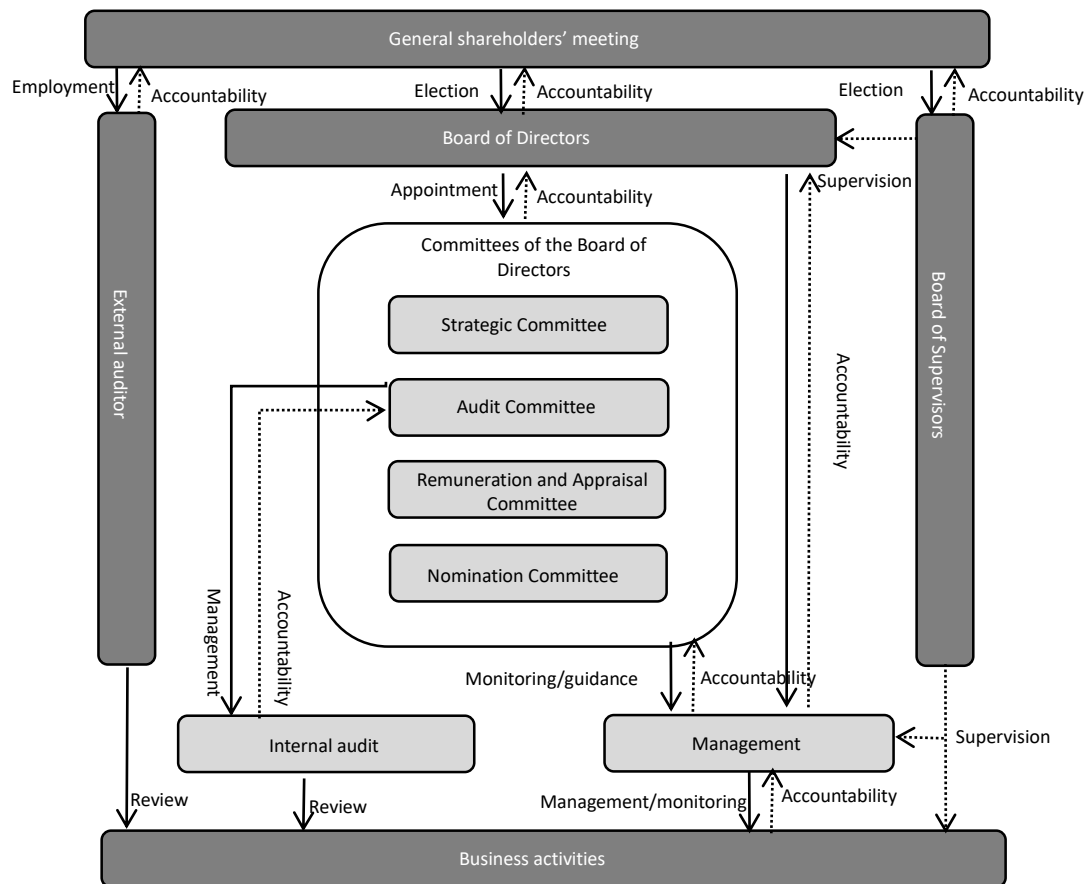 General shareholders’ meeting
Employment
Accountability
Election
Accountability
Election
Accountability
Board of Directors
Appointment
Accountability
Supervision
Committees of the Board of
Directors
External auditor
Board of Supervisors
Strategic Committee
Accountability
Audit Committee
Remuneration and Appraisal
Committee
Nomination Committee
Management
Accountability
Monitoring/guidance
Accountability
Internal audit
Management
Supervision
Review
Review
Management/monitoring
Accountability
Business activities